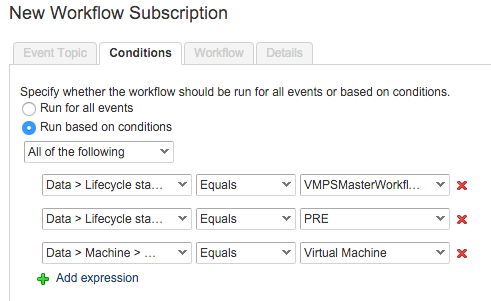 New Workflow Subscription
Event Topic Conditions Workflow Details
Specify whether the workflow should be run for all events or based on conditions.
Run for all events
Run based on conditions
All of the following
Data > Lifecycle sta... Equals VMPSMasterWorkfl...
Data > Lifecycle sta... Equals PRE
Data > Machine > ... Equals Virtual Machine
Add expression